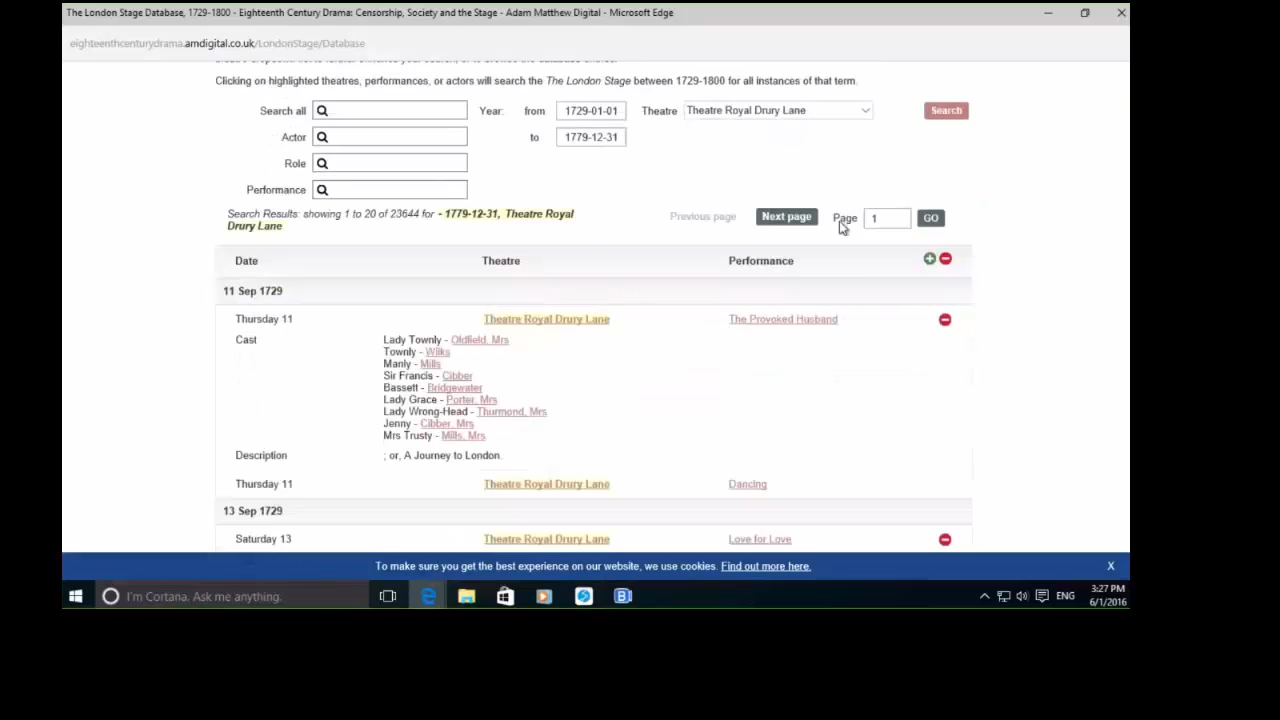 The London Stage Database, 1729-1800 - Eighteenth Century Drama: Censorship, Society and the Stage - Adam Matthew Digital - Microsoft Edge
eighteenthcenturydrama.amdigital.co.uk/LondonStage/Database
Clicking on highlighted theatres, performances, or actors will search the The London Stage between 1729-1800 for all instances of that term.
Search all Year: from 1729-01-01 Theatre Theatre Royal Drury Lane Search
Actor to 1779-12-31
Role
Performance
Search Results: showing 1 to 20 of 23644 for - 1779-12-31, Theatre Royal
Drury Lane
Previous page Next page Page 1 GO
Date Theatre Performance
11 Sep 1729
Thursday 11 Theatre Royal Drury Lane The Provoked Husband
Cast Lady Townly - Oldfield, Mrs
Townly - Wilks
Manly - Mills
Sir Francis - Cibber
Bassett - Bridgewater
Lady Grace - Porter, Mrs
Lady Wrong-Head - Thurmond, Mrs
Jenny - Cibber, Mrs
Mrs Trusty - Mills, Mrs
Description ; or, A Journey to London.
Thursday 11 Theatre Royal Drury Lane Dancing
13 Sep 1729
Saturday 13 Theatre Royal Drury Lane Love for Love
To make sure you get the best experience on our website, we use cookies. Find out more here. X
I'm Cortana. Ask me anything. ENG 3:27 PM
6/1/2016